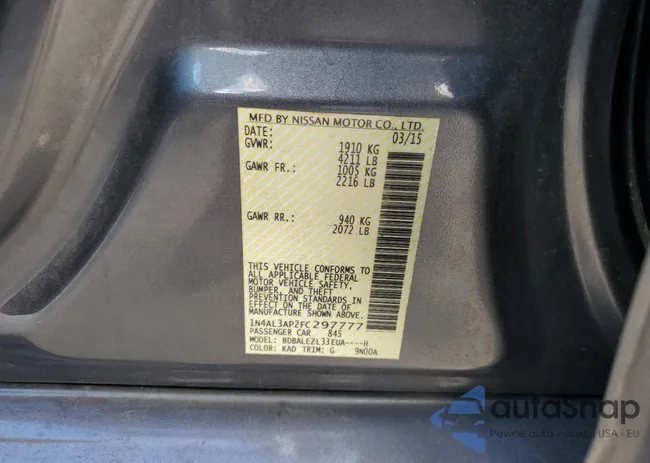 MFD BY NISSAN MOTOR CO., LTD.
DATE: 03/15
GVWR: 1910 KG
4211 LB
GAWR FR.: 1005 KG
2216 LB
GAWR RR.: 940 KG
2072 LB
THIS VEHICLE CONFORMS TO
ALL APPLICABLE FEDERAL
MOTOR VEHICLE SAFETY,
BUMPER, AND THEFT
PREVENTION STANDARDS IN
EFFECT ON THE DATE OF
MANUFACTURE SHOWN ABOVE.
1N4AL3AP2FC297777
PASSENGER CAR 845
MODEL: BDBALEZL33EUA----H
COLOR: KAD TRIM: G 9N00A
autoSnap
Pewne auta z aukcji USA i EU